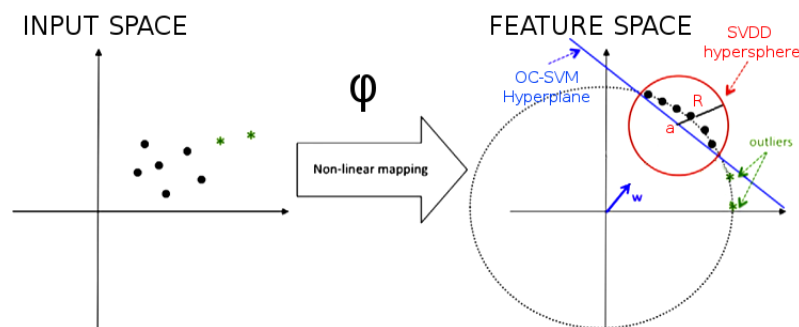 INPUT SPACE
φ
Non-linear mapping
FEATURE SPACE
SVDD
hypersphere
OC-SVM
Hyperplane
R
a
outliers
w